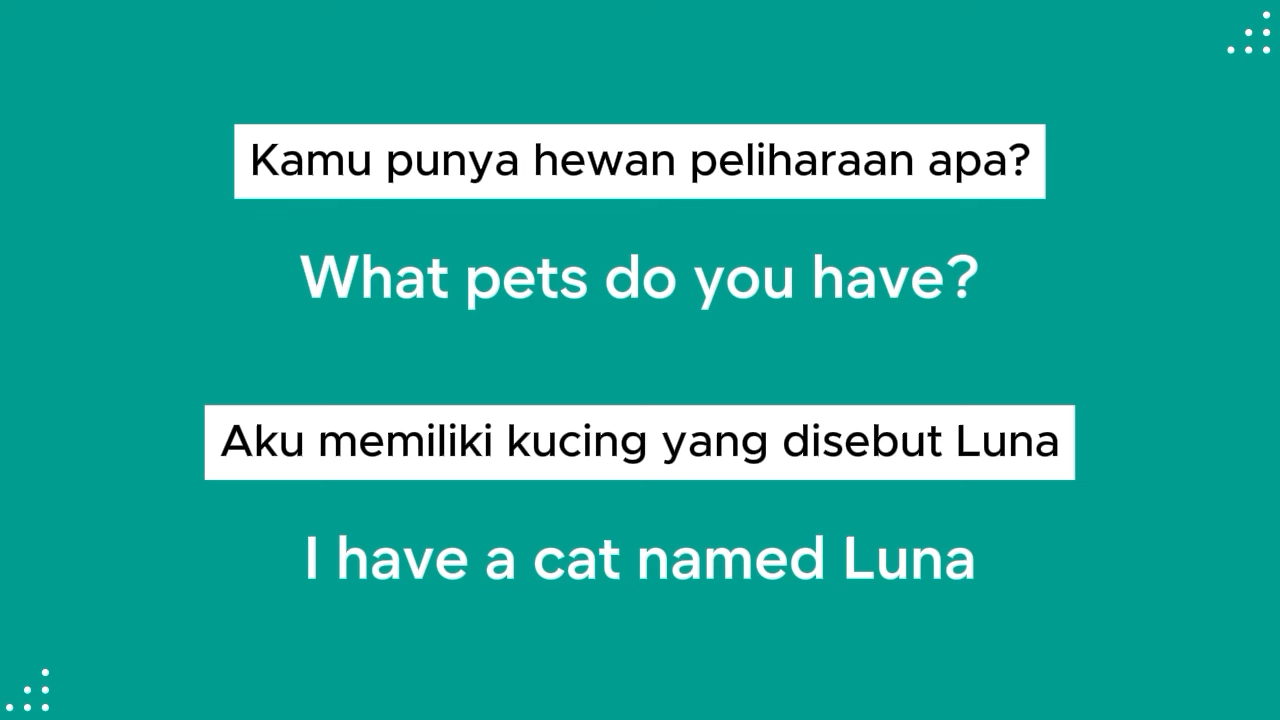 Kamu punya hewan peliharaan apa?
What pets do you have?
Aku memiliki kucing yang disebut Luna
I have a cat named Luna